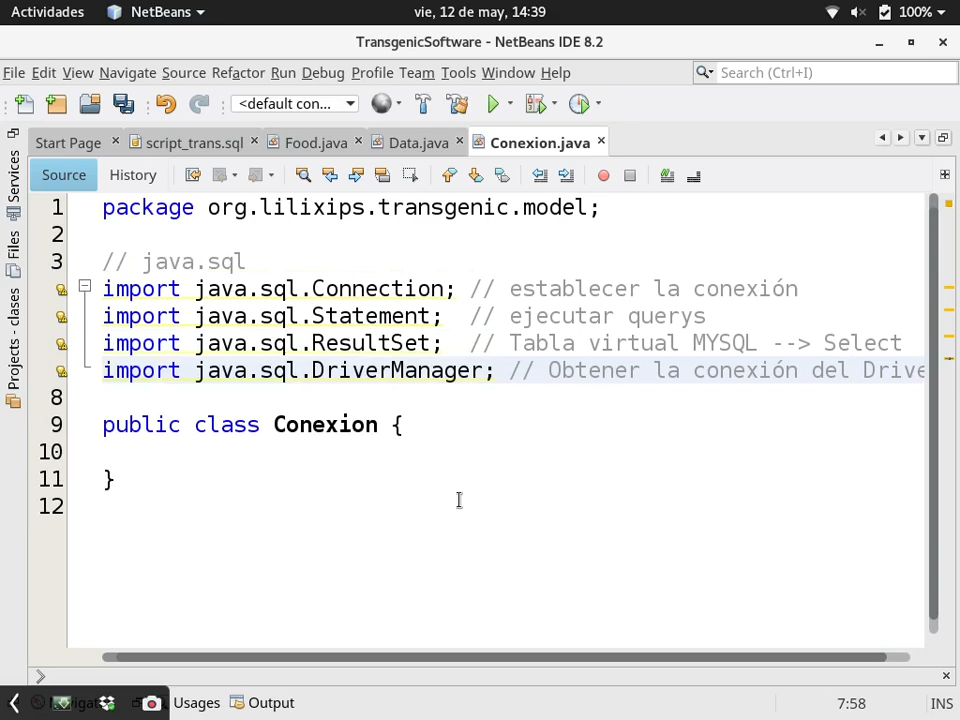 Actividades NetBeans vie, 12 de may, 14:39 100%
TransgenicSoftware - NetBeans IDE 8.2
File Edit View Navigate Source Refactor Run Debug Profile Team Tools Window Help Search (Ctrl+I)
<default con...
Start Page script_trans.sql Food.java Data.java Conexion.java
Source History
Services
Files
Projects - clases
1 package org.lilixips.transgenic.model;
2
3 // java.sql
import java.sql.Connection; // establecer la conexión
import java.sql.Statement; // ejecutar querys
import java.sql.ResultSet; // Tabla virtual MYSQL --> Select
import java.sql.DriverManager; // Obtener la conexión del Drive
8
9 public class Conexion {
10
11 }
12
Usages Output 7:58 INS